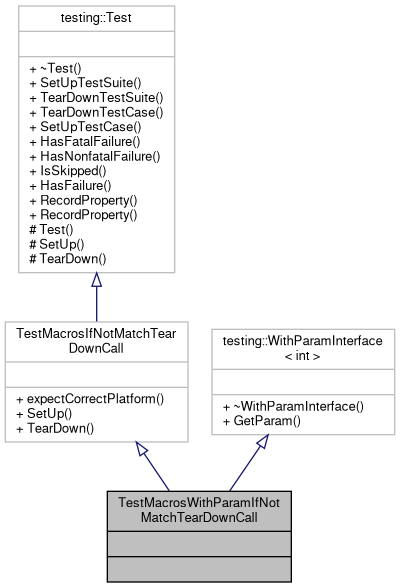 testing::Test
+ ~Test()
+ SetUpTestSuite()
+ TearDownTestSuite()
+ TearDownTestCase()
+ SetUpTestCase()
+ HasFatalFailure()
+ HasNonfatalFailure()
+ IsSkipped()
+ HasFailure()
+ RecordProperty()
+ RecordProperty()
# Test()
# SetUp()
# TearDown()
TestMacrosIfNotMatchTear
DownCall
+ expectCorrectPlatform()
+ SetUp()
+ TearDown()
testing::WithParamInterface
< int >
+ ~WithParamInterface()
+ GetParam()
TestMacrosWithParamIfNot
MatchTearDownCall